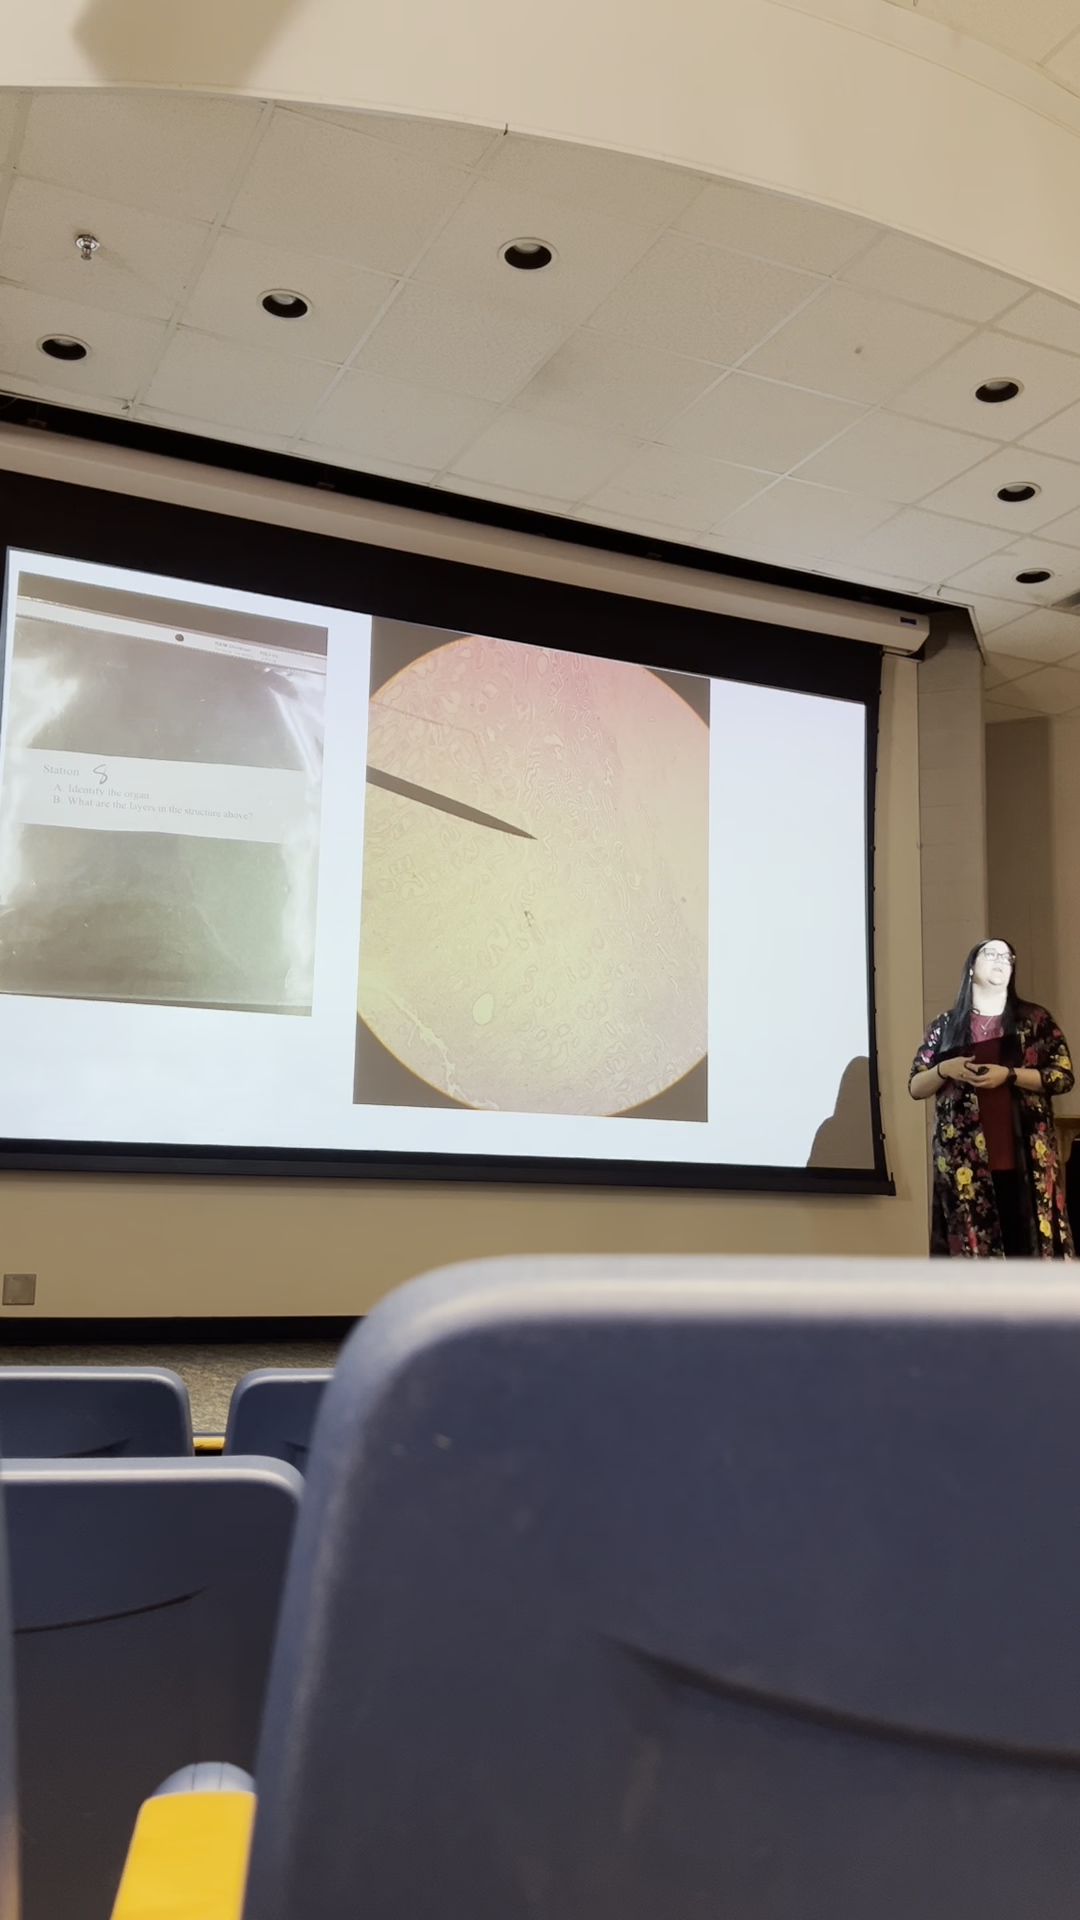 Station 8
A. Identify the organ
B. What are the layers in the structure above?